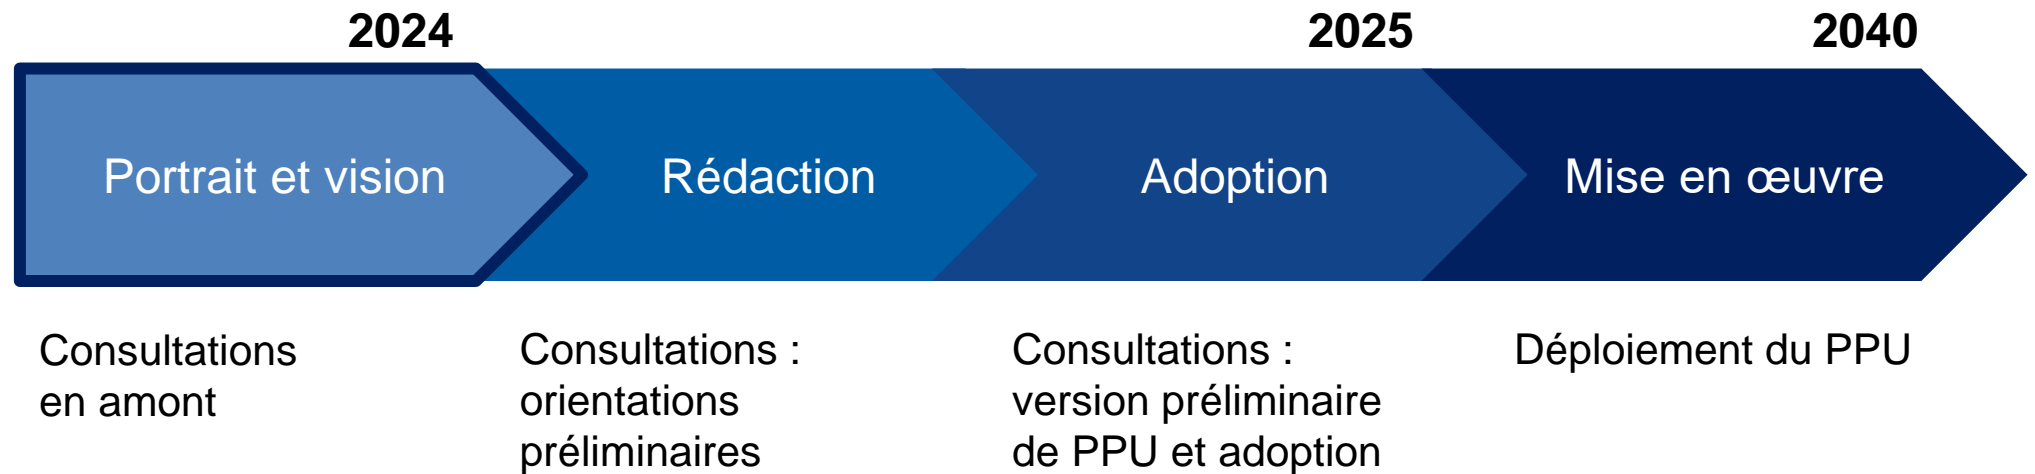 2024
2025
2040
Portrait et vision
Rédaction
Adoption
Mise en œuvre
Consultations
en amont
Consultations :
orientations
préliminaires
Consultations :
version préliminaire
de PPU et adoption
Déploiement du PPU